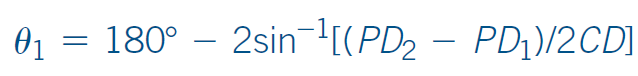 θ₁ = 180° − 2sin⁻¹[(PD₂ − PD₁)/2CD]